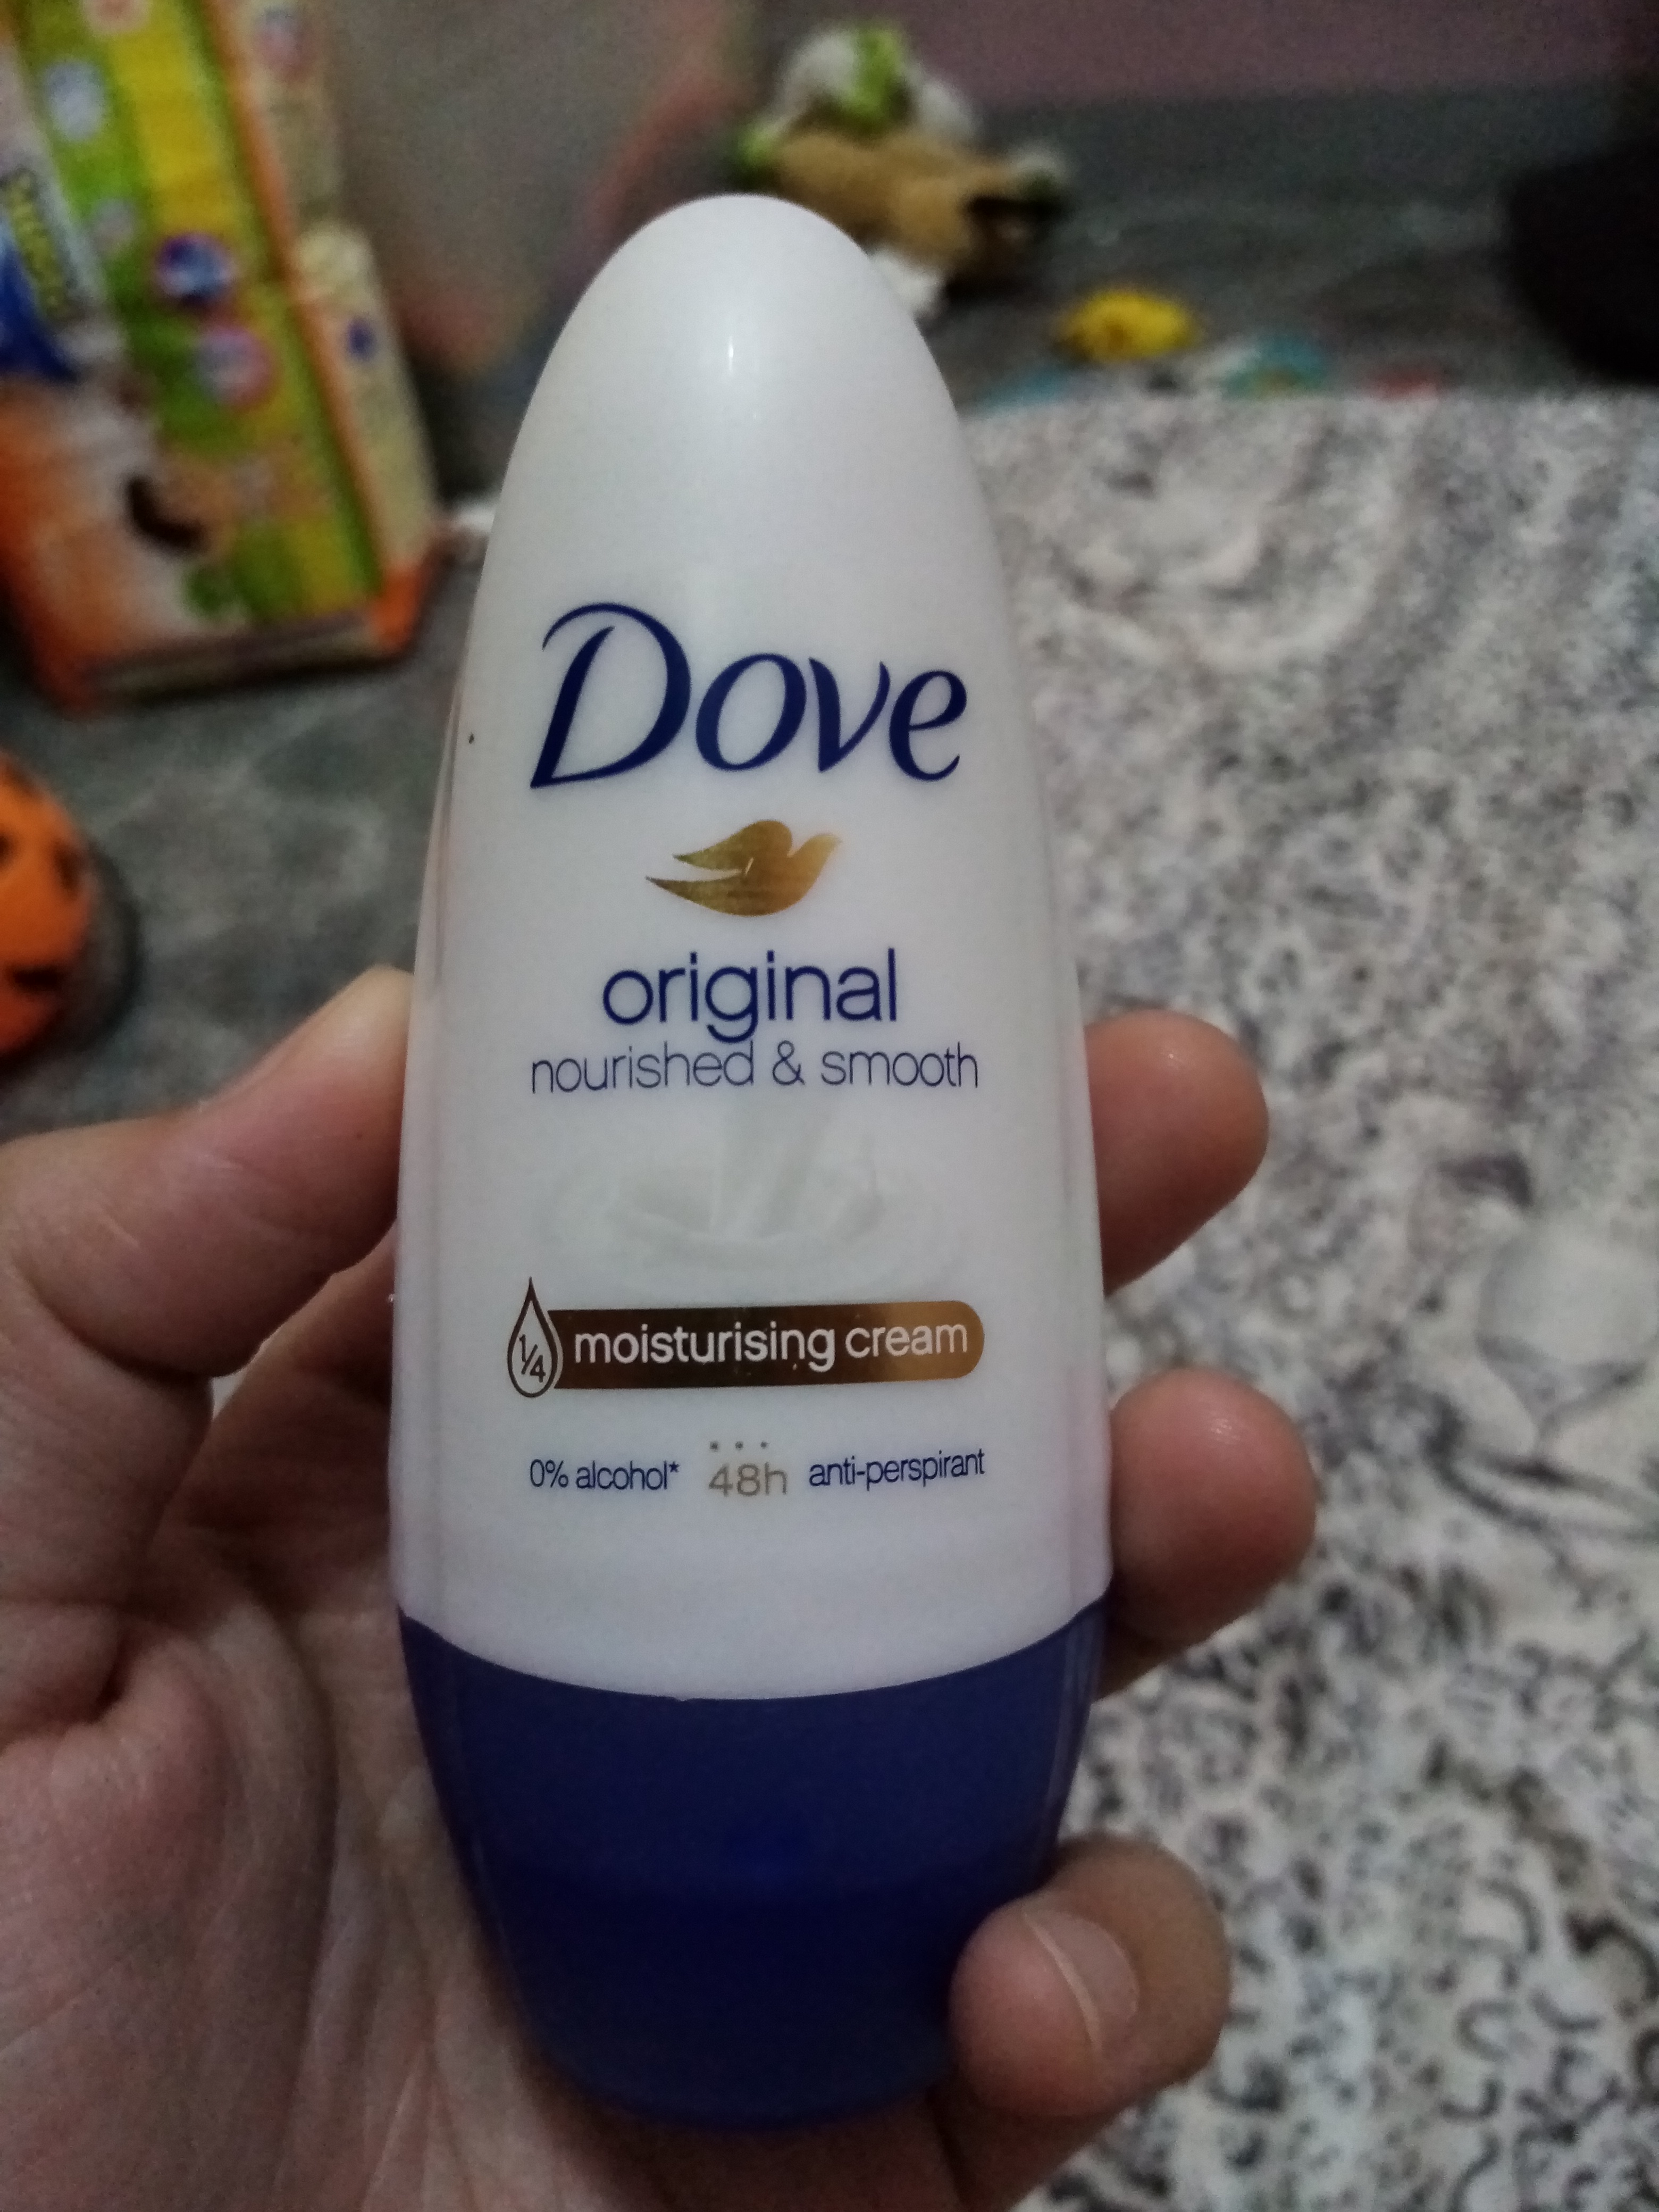 Dove
original
nourished & smooth
1/4 moisturising cream
0% alcohol* 48h anti-perspirant